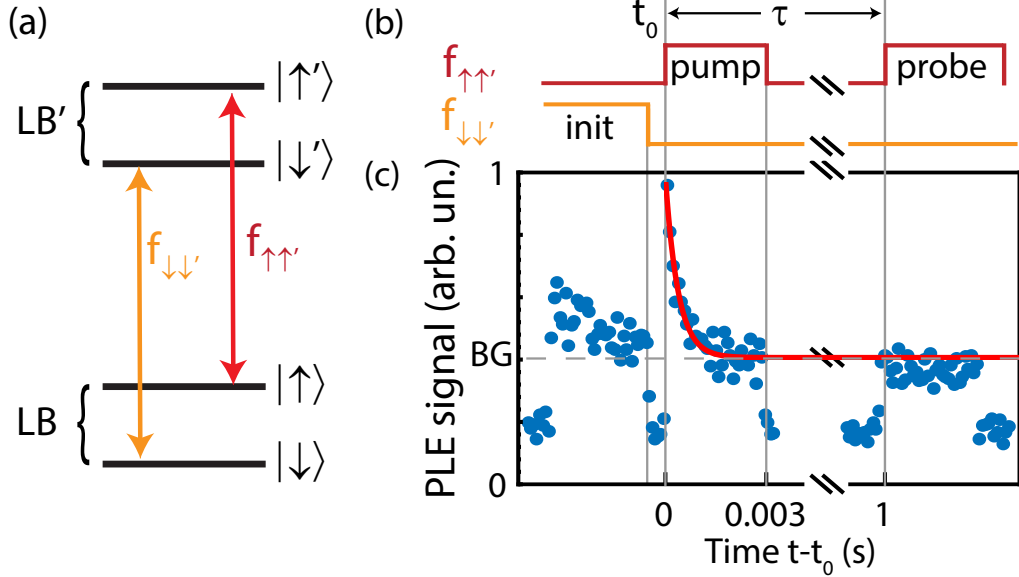 (a)
LB'
|↑'⟩
|↓'⟩
f↓↓'
f↑↑'
LB
|↑⟩
|↓⟩
(b)
t₀
τ
f↑↑'
pump
probe
f↓↓'
init
(c)
PLE signal (arb. un.)
1
BG
0
0
0.003
1
Time t-t₀ (s)